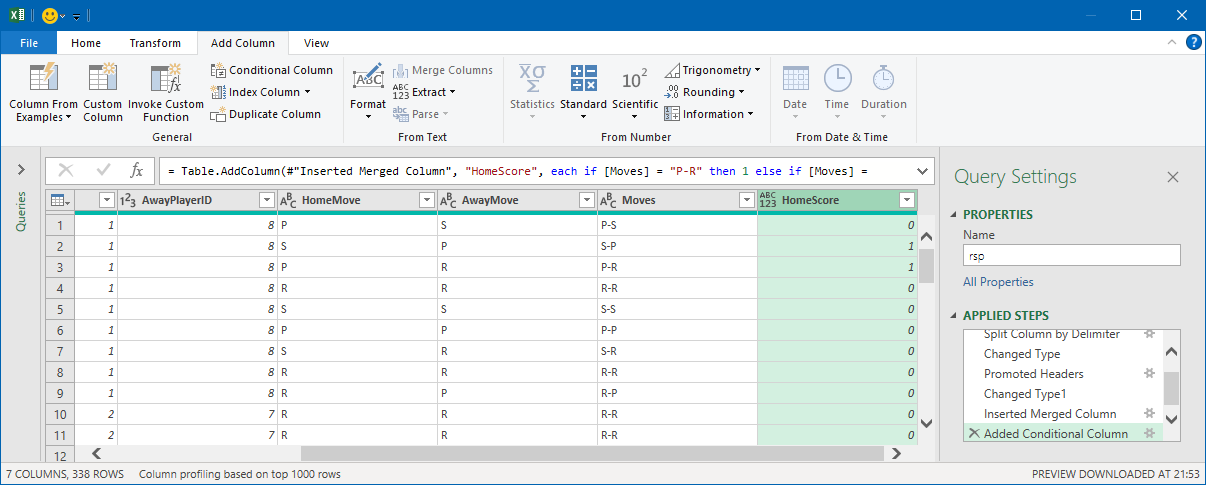 File Home Transform Add Column View
Column From Examples Custom Column Invoke Custom Function Conditional Column Index Column Duplicate Column
General
Format Merge Columns Extract Parse
From Text
Statistics Standard Scientific Trigonometry Rounding Information
From Number
Date Time Duration
From Date & Time
Queries
= Table.AddColumn(#"Inserted Merged Column", "HomeScore", each if [Moves] = "P-R" then 1 else if [Moves] =
AwayPlayerID HomeMove AwayMove Moves HomeScore
1 1 8 P S P-S 0
2 1 8 S P S-P 1
3 1 8 P R P-R 1
4 1 8 R R R-R 0
5 1 8 S S S-S 0
6 1 8 P P P-P 0
7 1 8 S R S-R 0
8 1 8 R R R-R 0
9 1 8 R P R-P 0
10 2 7 R R R-R 0
11 2 7 R R R-R 0
12
Query Settings
PROPERTIES
Name
rsp
All Properties
APPLIED STEPS
Split Column by Delimiter
Changed Type
Promoted Headers
Changed Type1
Inserted Merged Column
Added Conditional Column
7 COLUMNS, 338 ROWS Column profiling based on top 1000 rows PREVIEW DOWNLOADED AT 21:53